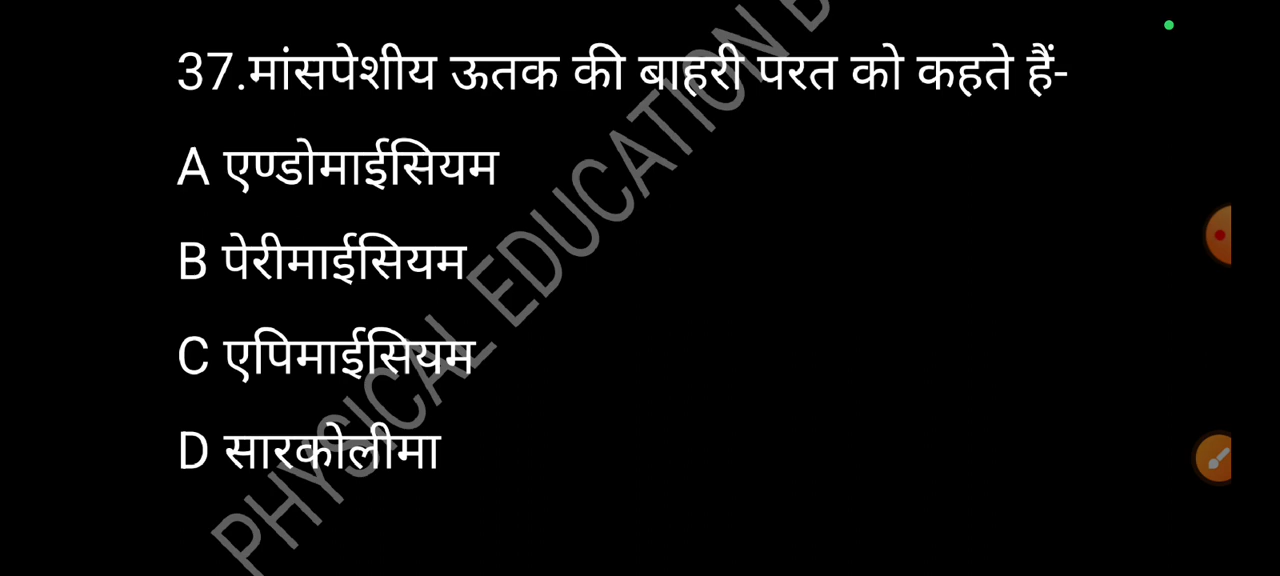 37.मांसपेशीय ऊतक की बाहरी परत को कहते हैं-
A एण्डोमाईसियम
B पेरीमाईसियम
C एपिमाईसियम
D सारकोलीमा
PHYSICAL EDUCATION